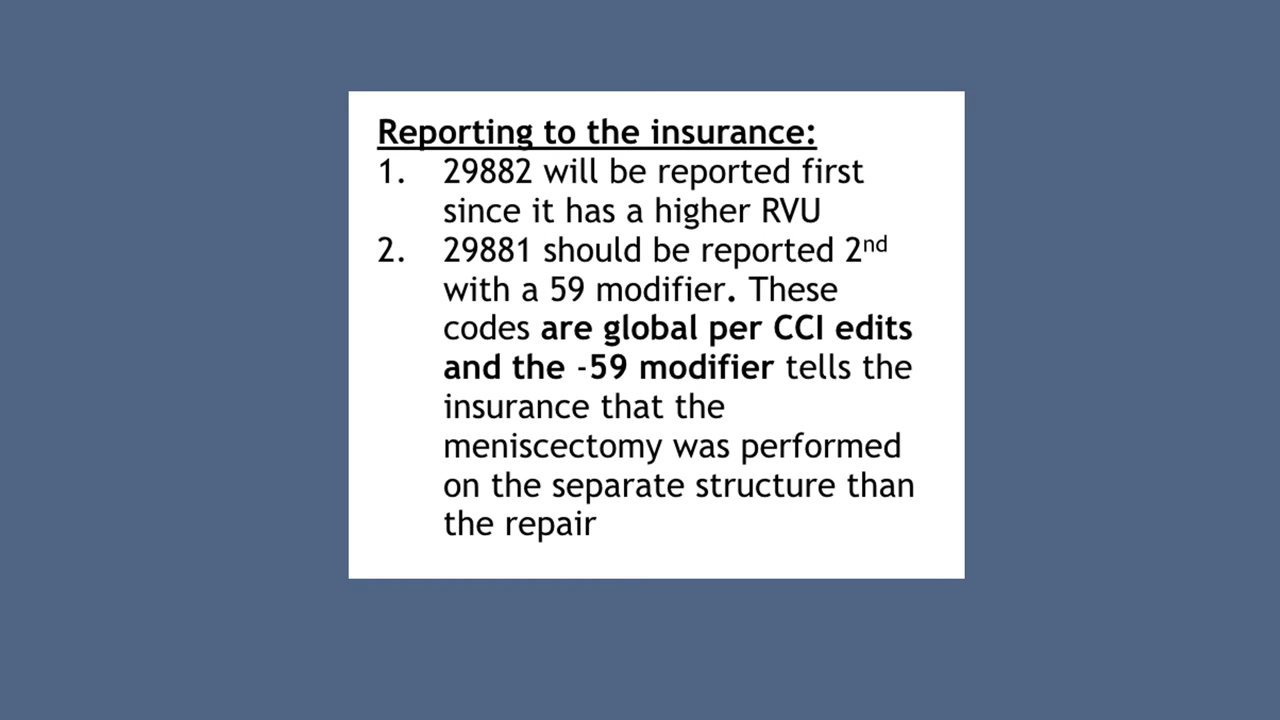 Reporting to the insurance:
1. 29882 will be reported first
since it has a higher RVU
2. 29881 should be reported 2nd
with a 59 modifier. These
codes are global per CCI edits
and the -59 modifier tells the
insurance that the
meniscectomy was performed
on the separate structure than
the repair